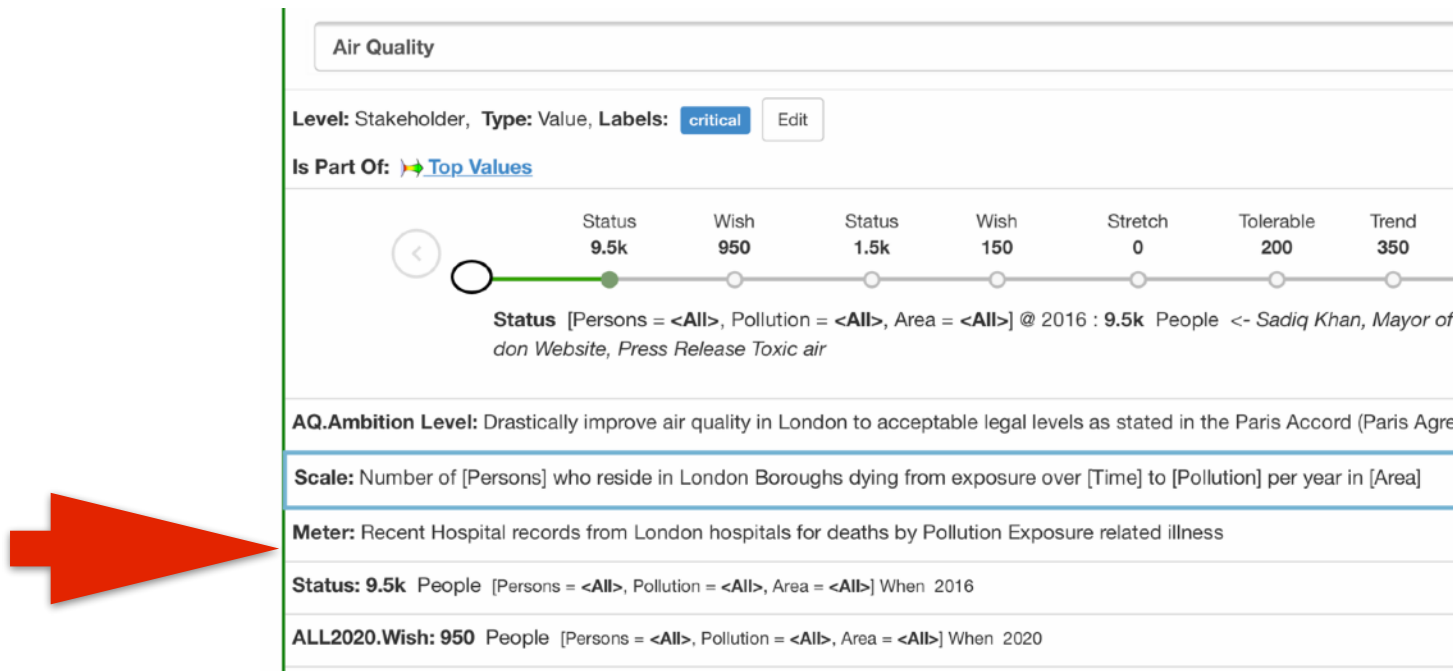 Air Quality
Level: Stakeholder, Type: Value, Labels: critical Edit
Is Part Of: Top Values
Status Wish Status Wish Stretch Tolerable Trend
9.5k 950 1.5k 150 0 200 350
Status [Persons = <All>, Pollution = <All>, Area = <All>] @ 2016 : 9.5k People <- Sadiq Khan, Mayor of
don Website, Press Release Toxic air
AQ.Ambition Level: Drastically improve air quality in London to acceptable legal levels as stated in the Paris Accord (Paris Agre
Scale: Number of [Persons] who reside in London Boroughs dying from exposure over [Time] to [Pollution] per year in [Area]
Meter: Recent Hospital records from London hospitals for deaths by Pollution Exposure related illness
Status: 9.5k People [Persons = <All>, Pollution = <All>, Area = <All>] When 2016
ALL2020.Wish: 950 People [Persons = <All>, Pollution = <All>, Area = <All>] When 2020